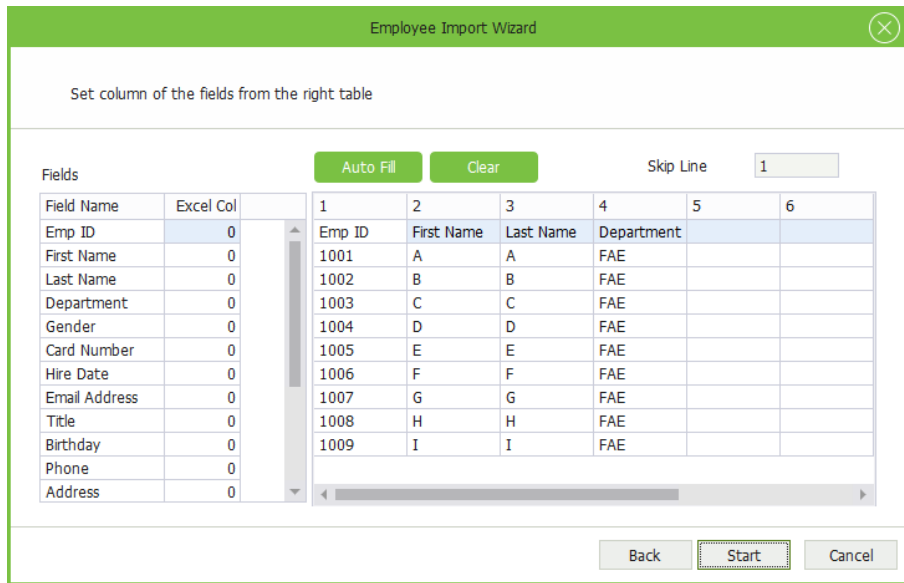 Employee Import Wizard
Set column of the fields from the right table
Fields
Auto Fill Clear Skip Line 1
Field Name Excel Col
Emp ID 0
First Name 0
Last Name 0
Department 0
Gender 0
Card Number 0
Hire Date 0
Email Address 0
Title 0
Birthday 0
Phone 0
Address 0
1 2 3 4 5 6
Emp ID First Name Last Name Department
1001 A A FAE
1002 B B FAE
1003 C C FAE
1004 D D FAE
1005 E E FAE
1006 F F FAE
1007 G G FAE
1008 H H FAE
1009 I I FAE
Back Start Cancel